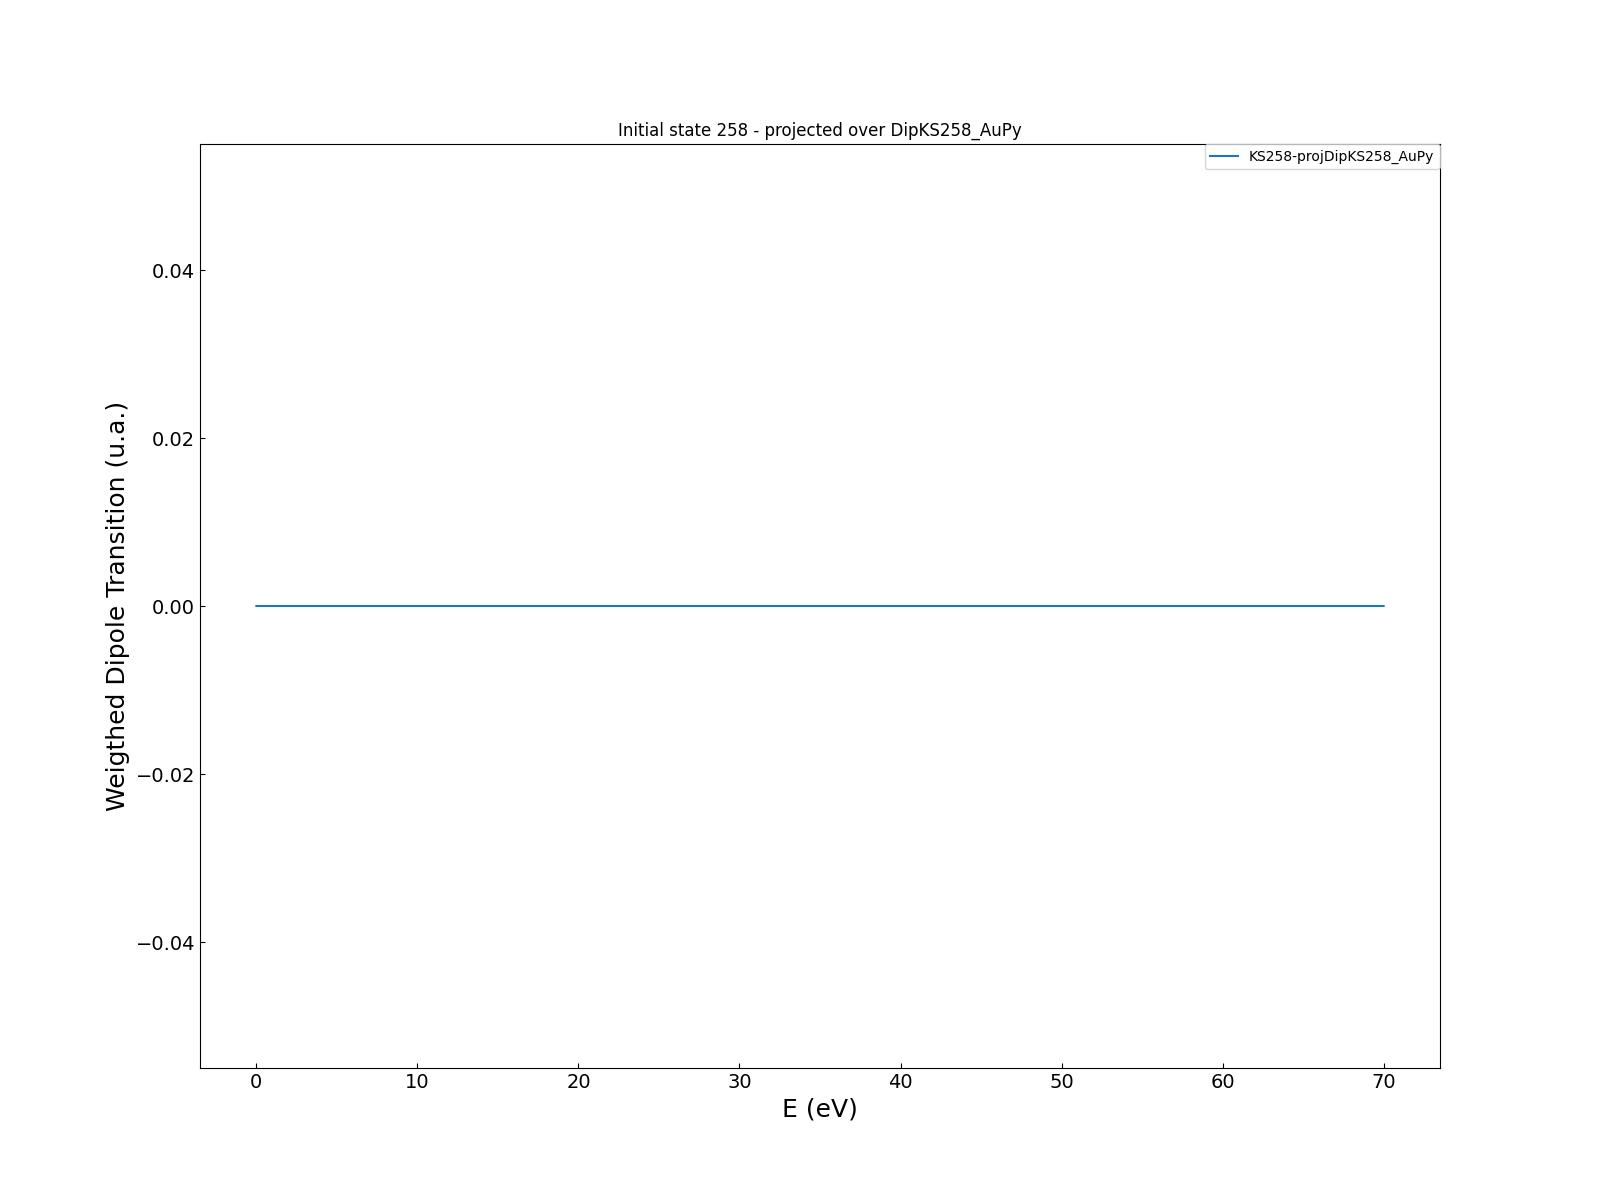 Initial state 258 - projected over DipKS258_AuPy
KS258-projDipKS258_AuPy
0.04
0.02
0.00
−0.02
−0.04
Weigthed Dipole Transition (u.a.)
0 10 20 30 40 50 60 70
E (eV)